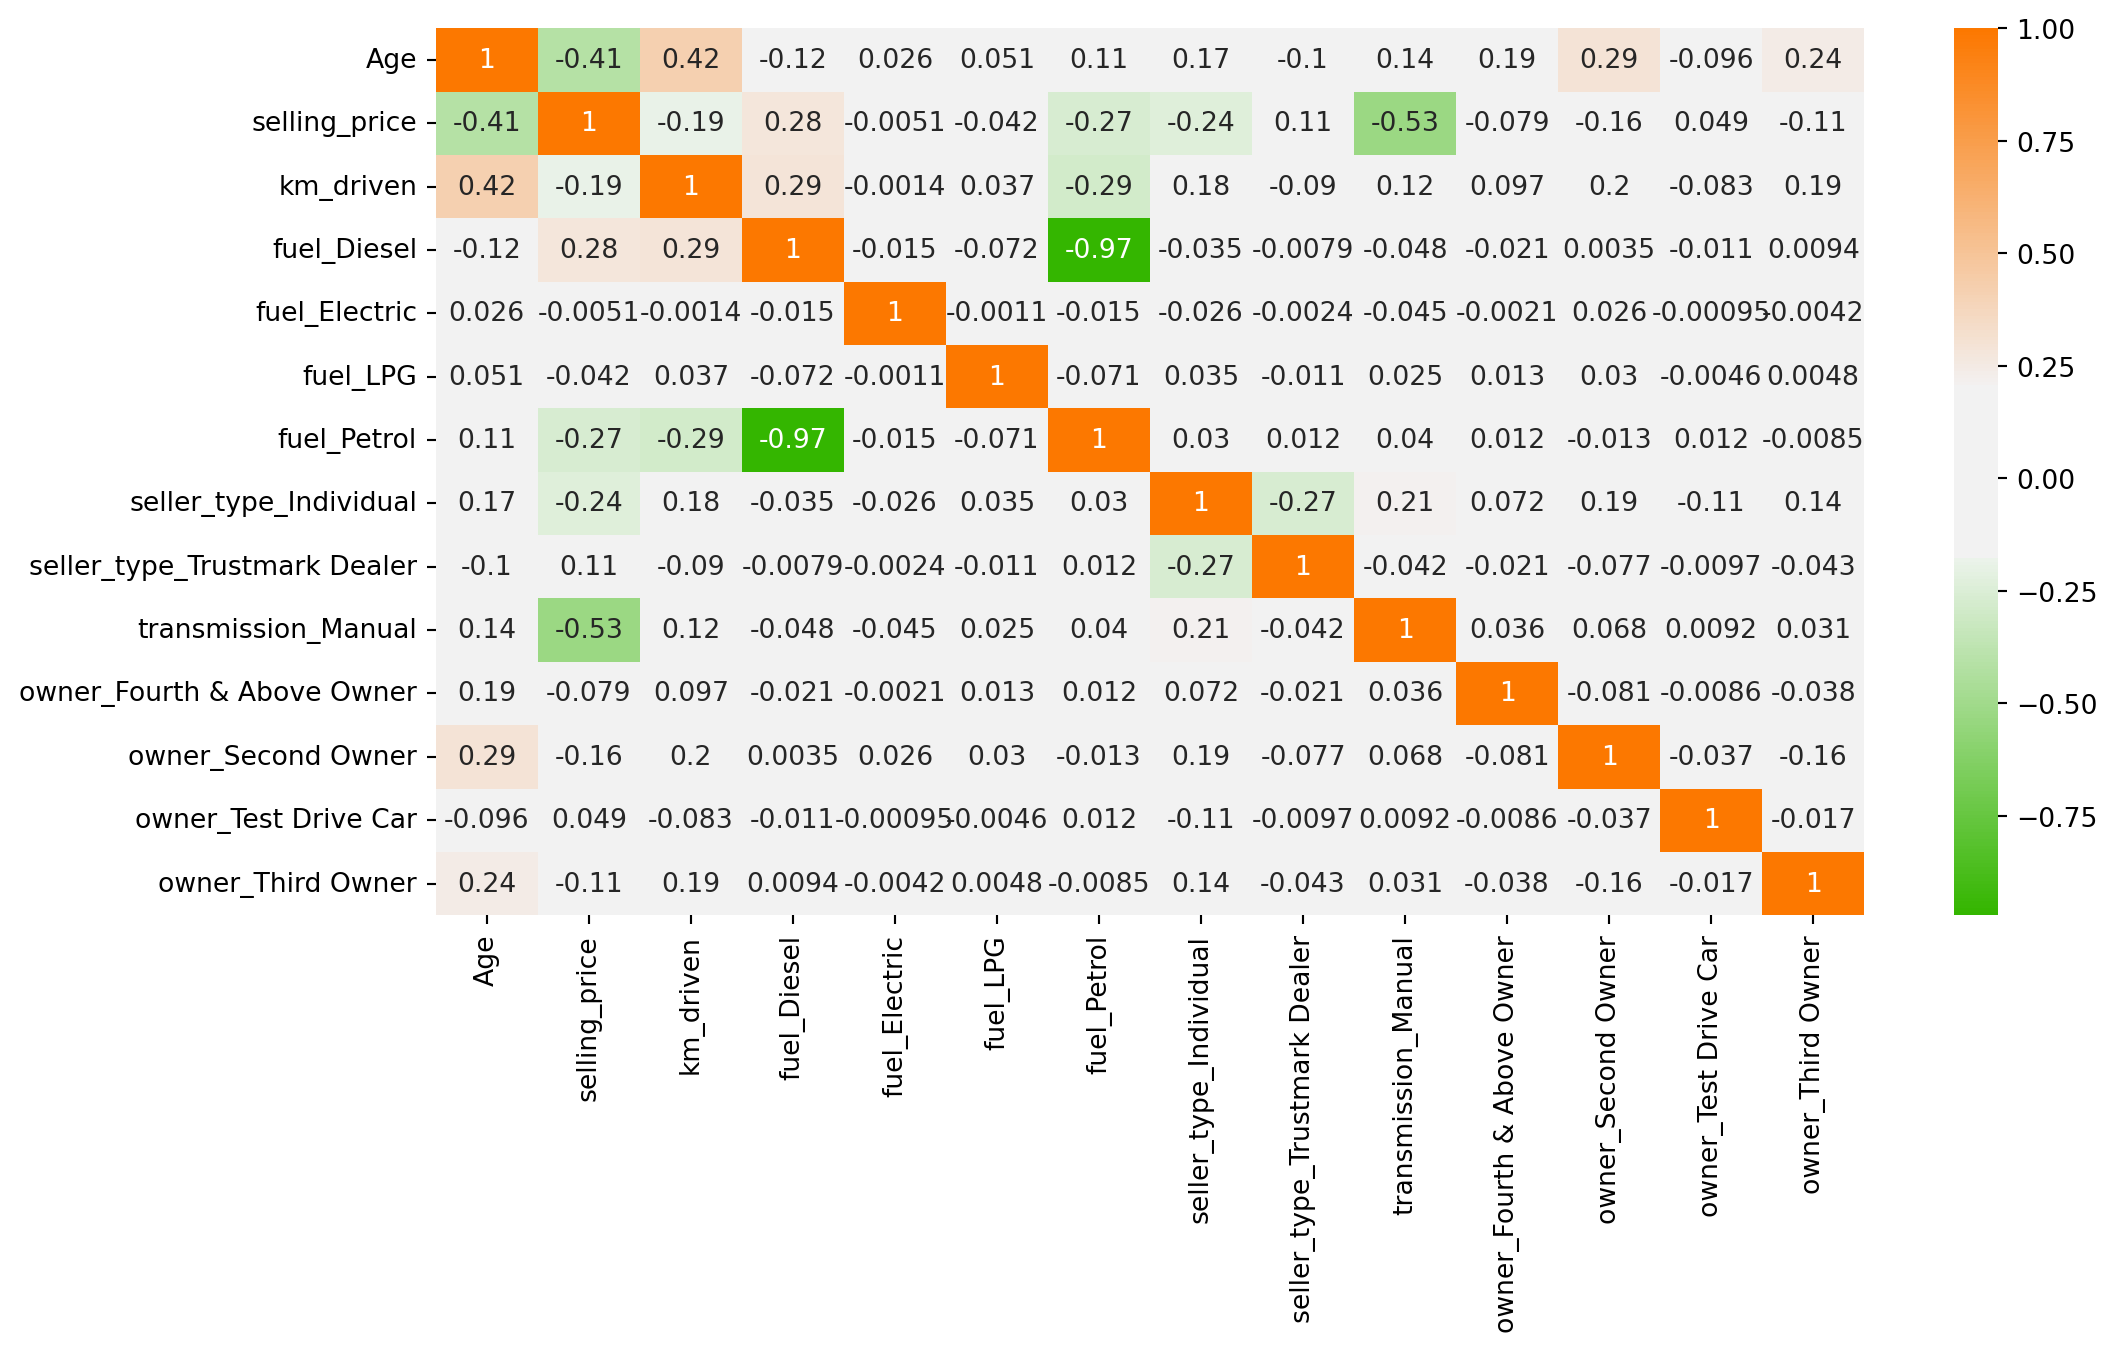 Age 1 -0.41 0.42 -0.12 0.026 0.051 0.11 0.17 -0.1 0.14 0.19 0.29 -0.096 0.24
selling_price -0.41 1 -0.19 0.28 -0.0051 -0.042 -0.27 -0.24 0.11 -0.53 -0.079 -0.16 0.049 -0.11
km_driven 0.42 -0.19 1 0.29 -0.0014 0.037 -0.29 0.18 -0.09 0.12 0.097 0.2 -0.083 0.19
fuel_Diesel -0.12 0.28 0.29 1 -0.015 -0.072 -0.97 -0.035 -0.0079 -0.048 -0.021 0.0035 -0.011 0.0094
fuel_Electric 0.026 -0.0051 -0.0014 -0.015 1 -0.0011 -0.015 -0.026 -0.0024 -0.045 -0.0021 0.026 -0.00095 -0.0042
fuel_LPG 0.051 -0.042 0.037 -0.072 -0.0011 1 -0.071 0.035 -0.011 0.025 0.013 0.03 -0.0046 0.0048
fuel_Petrol 0.11 -0.27 -0.29 -0.97 -0.015 -0.071 1 0.03 0.012 0.04 0.012 -0.013 0.012 -0.0085
seller_type_Individual 0.17 -0.24 0.18 -0.035 -0.026 0.035 0.03 1 -0.27 0.21 0.072 0.19 -0.11 0.14
seller_type_Trustmark Dealer -0.1 0.11 -0.09 -0.0079 -0.0024 -0.011 0.012 -0.27 1 -0.042 -0.021 -0.077 -0.0097 -0.043
transmission_Manual 0.14 -0.53 0.12 -0.048 -0.045 0.025 0.04 0.21 -0.042 1 0.036 0.068 0.0092 0.031
owner_Fourth & Above Owner 0.19 -0.079 0.097 -0.021 -0.0021 0.013 0.012 0.072 -0.021 0.036 1 -0.081 -0.0086 -0.038
owner_Second Owner 0.29 -0.16 0.2 0.0035 0.026 0.03 -0.013 0.19 -0.077 0.068 -0.081 1 -0.037 -0.16
owner_Test Drive Car -0.096 0.049 -0.083 -0.011 -0.00095 -0.0046 0.012 -0.11 -0.0097 0.0092 -0.0086 -0.037 1 -0.017
owner_Third Owner 0.24 -0.11 0.19 0.0094 -0.0042 0.0048 -0.0085 0.14 -0.043 0.031 -0.038 -0.16 -0.017 1
Age
selling_price
km_driven
fuel_Diesel
fuel_Electric
fuel_LPG
fuel_Petrol
seller_type_Individual
seller_type_Trustmark Dealer
transmission_Manual
owner_Fourth & Above Owner
owner_Second Owner
owner_Test Drive Car
owner_Third Owner
1.00
0.75
0.50
0.25
0.00
−0.25
−0.50
−0.75